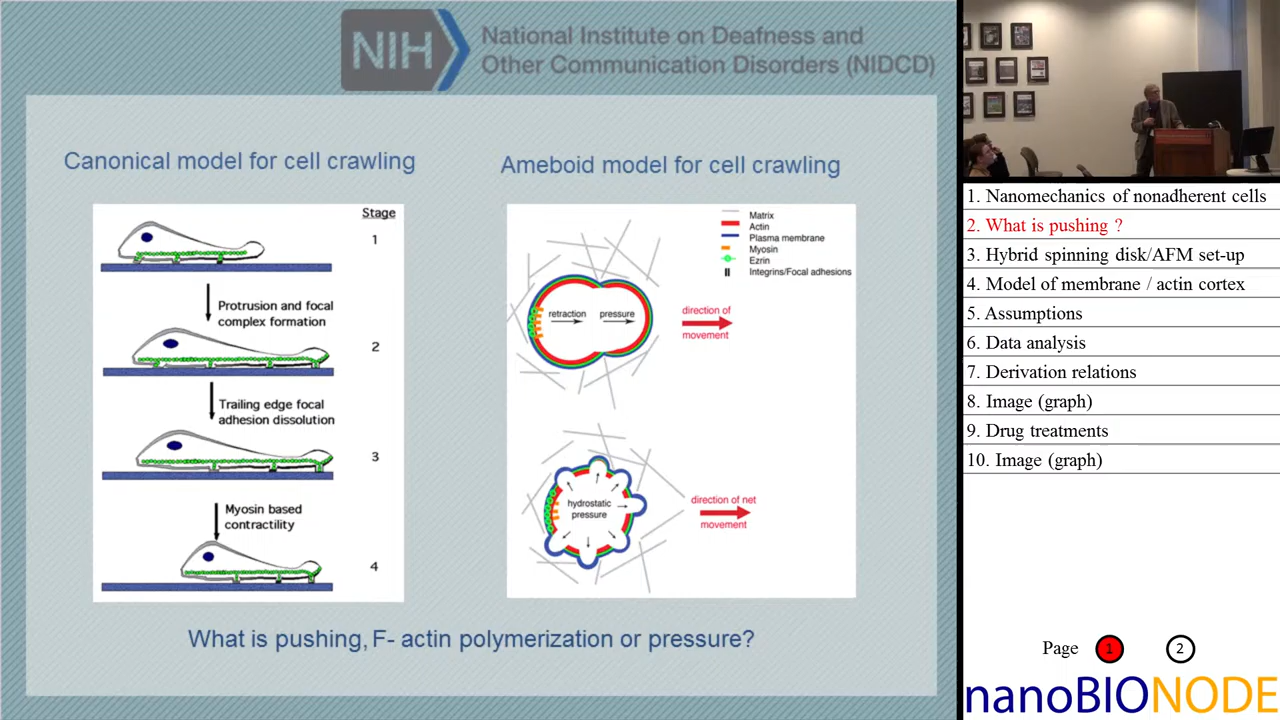 NIH
National Institute on Deafness and
Other Communication Disorders (NIDCD)
Canonical model for cell crawling
Stage
1
Protrusion and focal
complex formation
2
Trailing edge focal
adhesion dissolution
3
Myosin based
contractility
4
Ameboid model for cell crawling
Matrix
Actin
Plasma membrane
Myosin
Ezrin
Integrins/Focal adhesions
retraction
pressure
direction of
movement
hydrostatic
pressure
direction of net
movement
What is pushing, F- actin polymerization or pressure?
1. Nanomechanics of nonadherent cells
2. What is pushing ?
3. Hybrid spinning disk/AFM set-up
4. Model of membrane / actin cortex
5. Assumptions
6. Data analysis
7. Derivation relations
8. Image (graph)
9. Drug treatments
10. Image (graph)
Page 1 2
nanoBIONODE